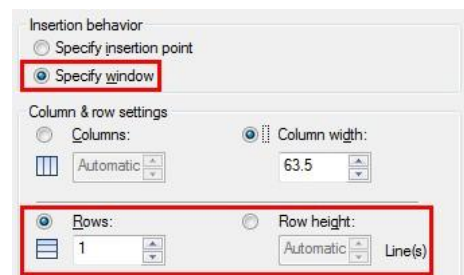 Insertion behavior
Specify insertion point
Specify window
Column & row settings
Columns: Column width:
Automatic 63.5
Rows: Row height:
1 Automatic Line(s)